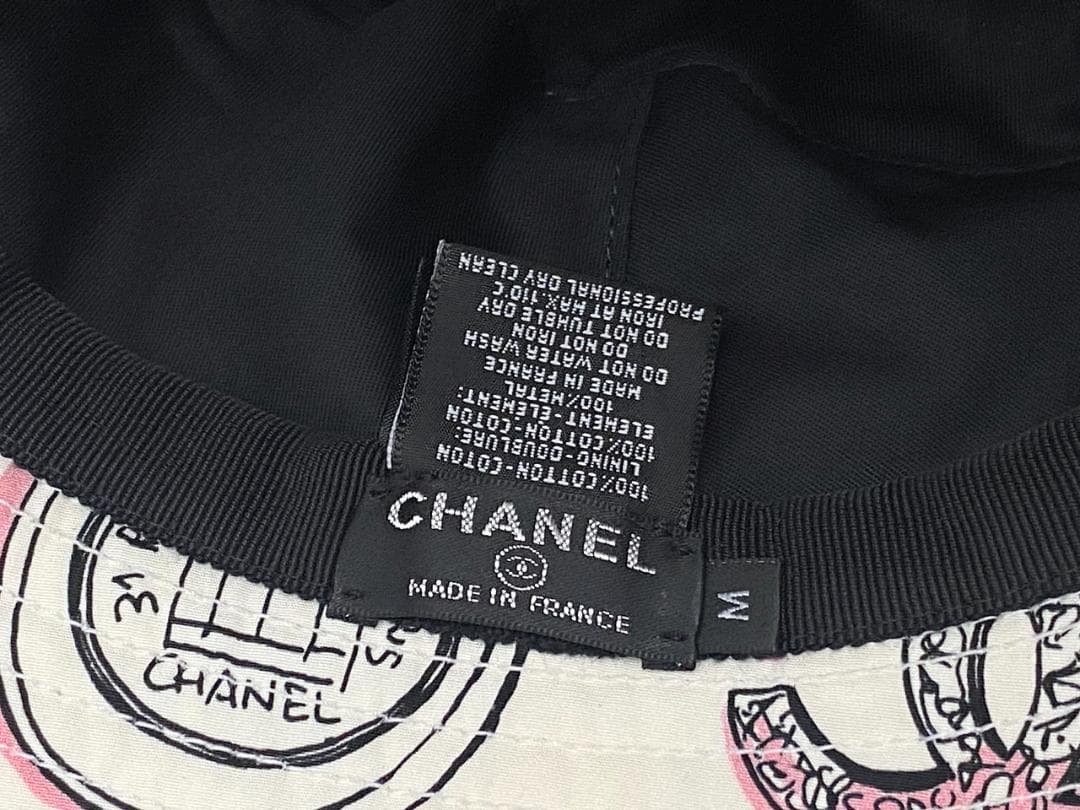 100%COTTON-COTON
LINING-DOUBLURE:
100%COTTON-COTON
ELEMENT-ELEMENT:
100%METAL
MADE IN FRANCE
DO NOT WATER WASH
DO NOT IRON
DO NOT TUMBLE DRY
IRON AT MAX.110°C
PROFESSIONAL DRY CLEAN
CHANEL
MADE IN FRANCE
M
31 R
CHANEL